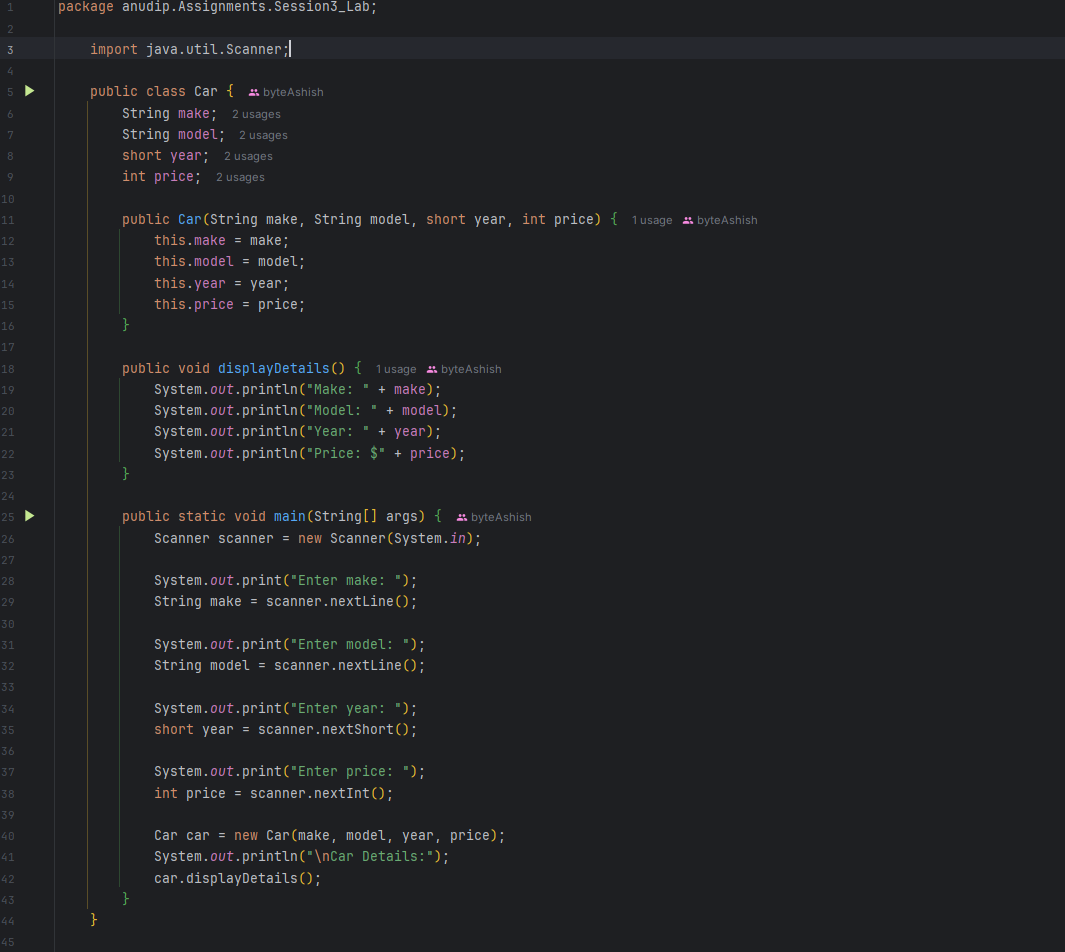 1 package anudip.Assignments.Session3_Lab;
2
3 import java.util.Scanner;
4
5 public class Car { byteAshish
6 String make; 2 usages
7 String model; 2 usages
8 short year; 2 usages
9 int price; 2 usages
10
11 public Car(String make, String model, short year, int price) { 1 usage byteAshish
12 this.make = make;
13 this.model = model;
14 this.year = year;
15 this.price = price;
16 }
17
18 public void displayDetails() { 1 usage byteAshish
19 System.out.println("Make: " + make);
20 System.out.println("Model: " + model);
21 System.out.println("Year: " + year);
22 System.out.println("Price: $" + price);
23 }
24
25 public static void main(String[] args) { byteAshish
26 Scanner scanner = new Scanner(System.in);
27
28 System.out.print("Enter make: ");
29 String make = scanner.nextLine();
30
31 System.out.print("Enter model: ");
32 String model = scanner.nextLine();
33
34 System.out.print("Enter year: ");
35 short year = scanner.nextShort();
36
37 System.out.print("Enter price: ");
38 int price = scanner.nextInt();
39
40 Car car = new Car(make, model, year, price);
41 System.out.println("\nCar Details:");
42 car.displayDetails();
43 }
44 }
45